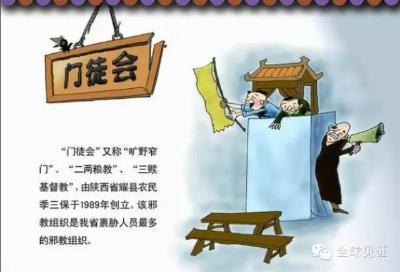 门徒会
“门徒会”又称“旷野窄
门”、“二两粮教”、“三赎
基督教”，由陕西省耀县农民
季三保于1989年创立。该邪
教组织是我省裹胁人员最多
的邪教组织。
全球见证